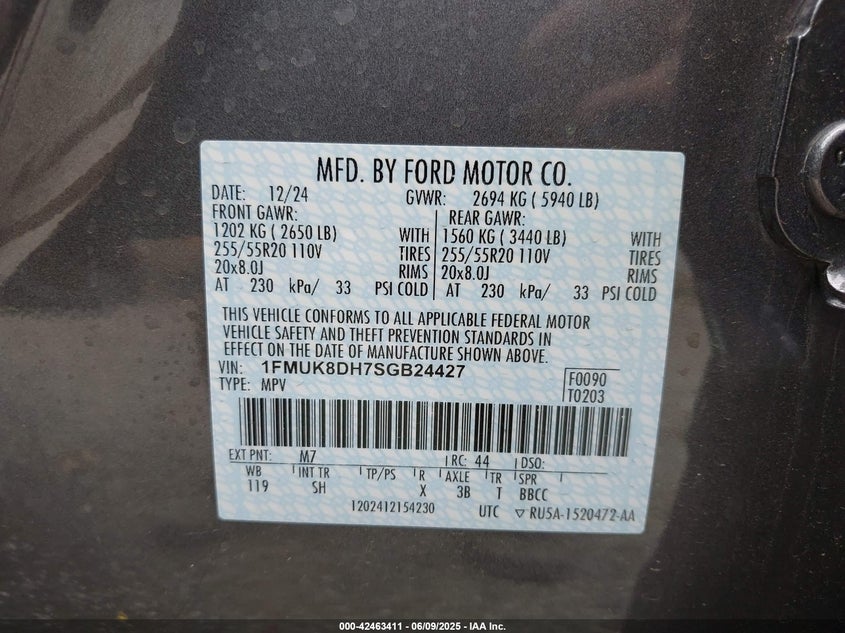 MFD. BY FORD MOTOR CO.
DATE: 12/24 GVWR: 2694 KG ( 5940 LB)
FRONT GAWR: REAR GAWR:
1202 KG ( 2650 LB) WITH 1560 KG ( 3440 LB) WITH
255/55R20 110V TIRES 255/55R20 110V TIRES
20x8.0J RIMS 20x8.0J RIMS
AT 230 kPa/ 33 PSI COLD AT 230 kPa/ 33 PSI COLD
THIS VEHICLE CONFORMS TO ALL APPLICABLE FEDERAL MOTOR
VEHICLE SAFETY AND THEFT PREVENTION STANDARDS IN
EFFECT ON THE DATE OF MANUFACTURE SHOWN ABOVE.
VIN: 1FMUK8DH7SGB24427 F0090
TYPE: MPV T0203
EXT PNT: M7 RC: 44 DSO:
WB INT TR TP/PS R AXLE TR SPR
119 SH X 3B T BBCC
1202412154230 UTC ▽ RU5A-1520472-AA
000-42463411 - 06/09/2025 - IAA Inc.